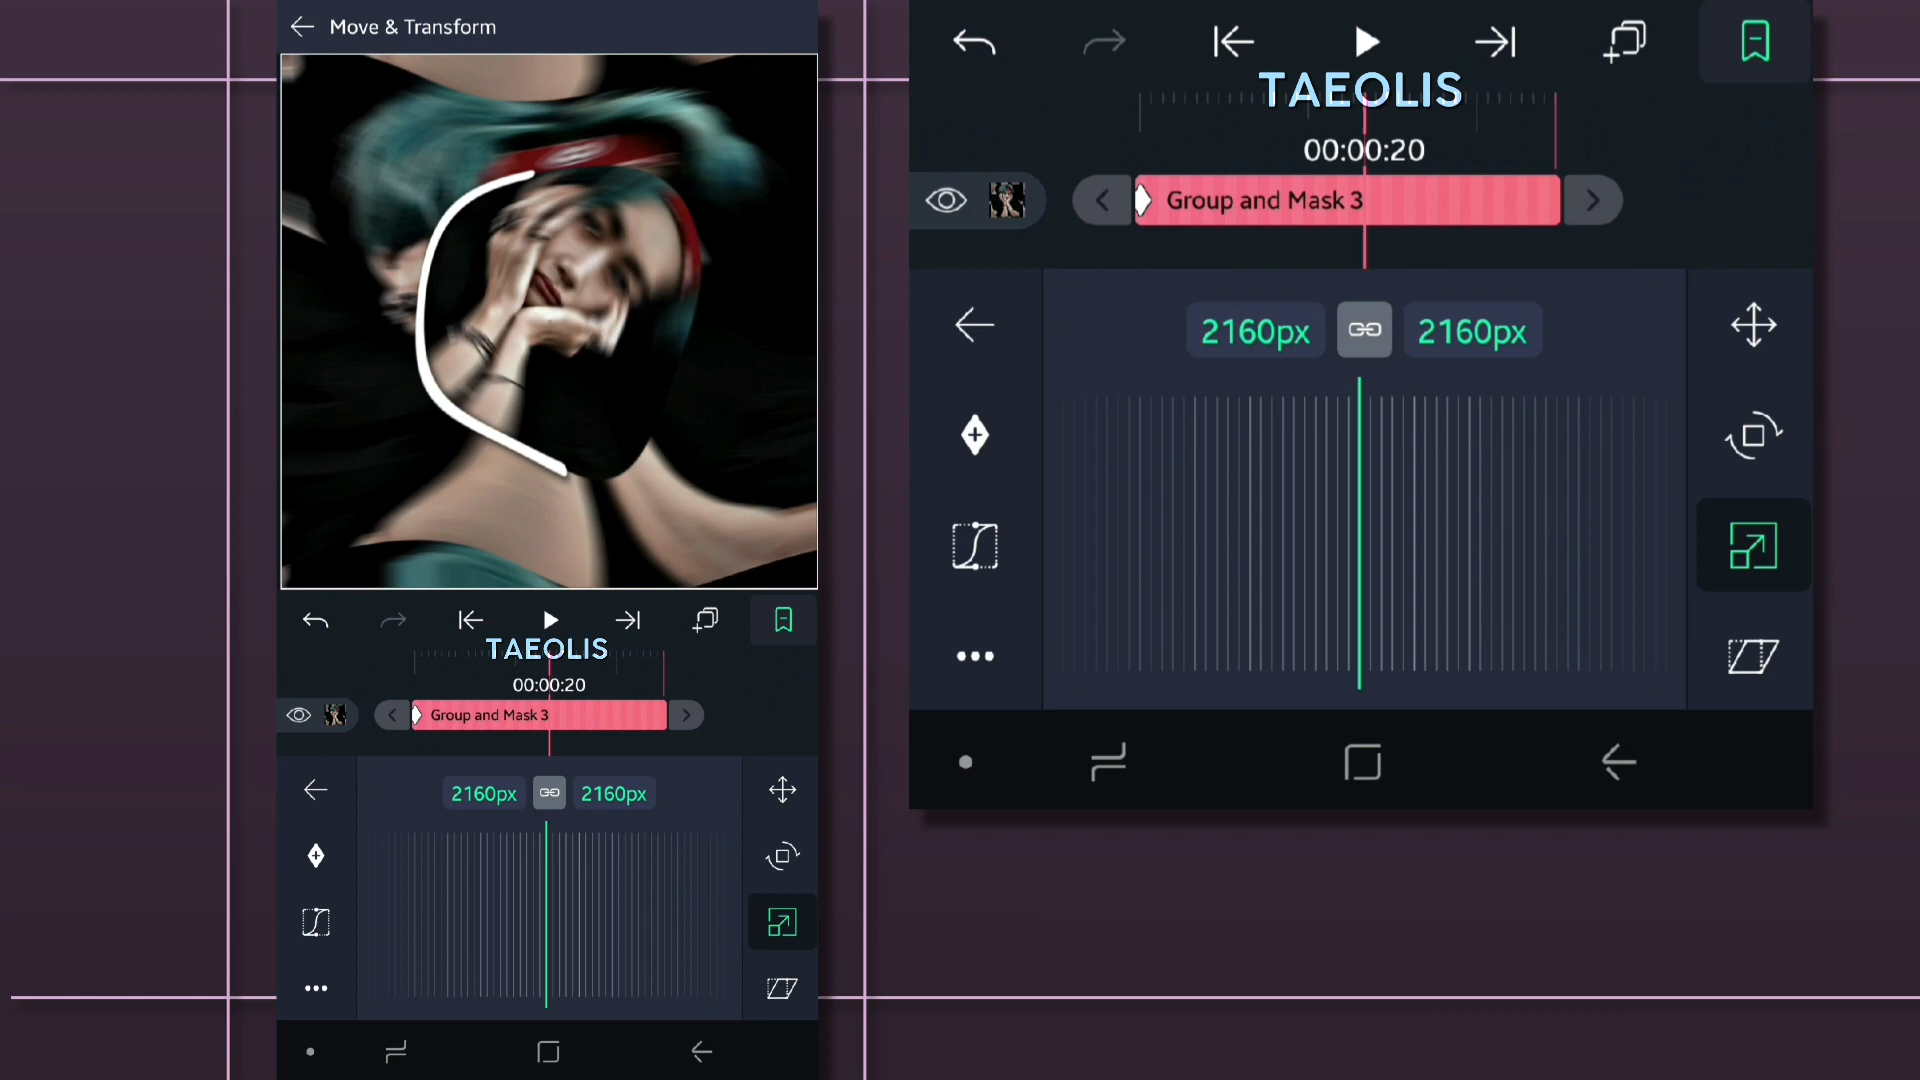 Move & Transform
TAEOLIS
00:00:20
Group and Mask 3
2160px
2160px
TAEOLIS
00:00:20
Group and Mask 3
2160px
2160px